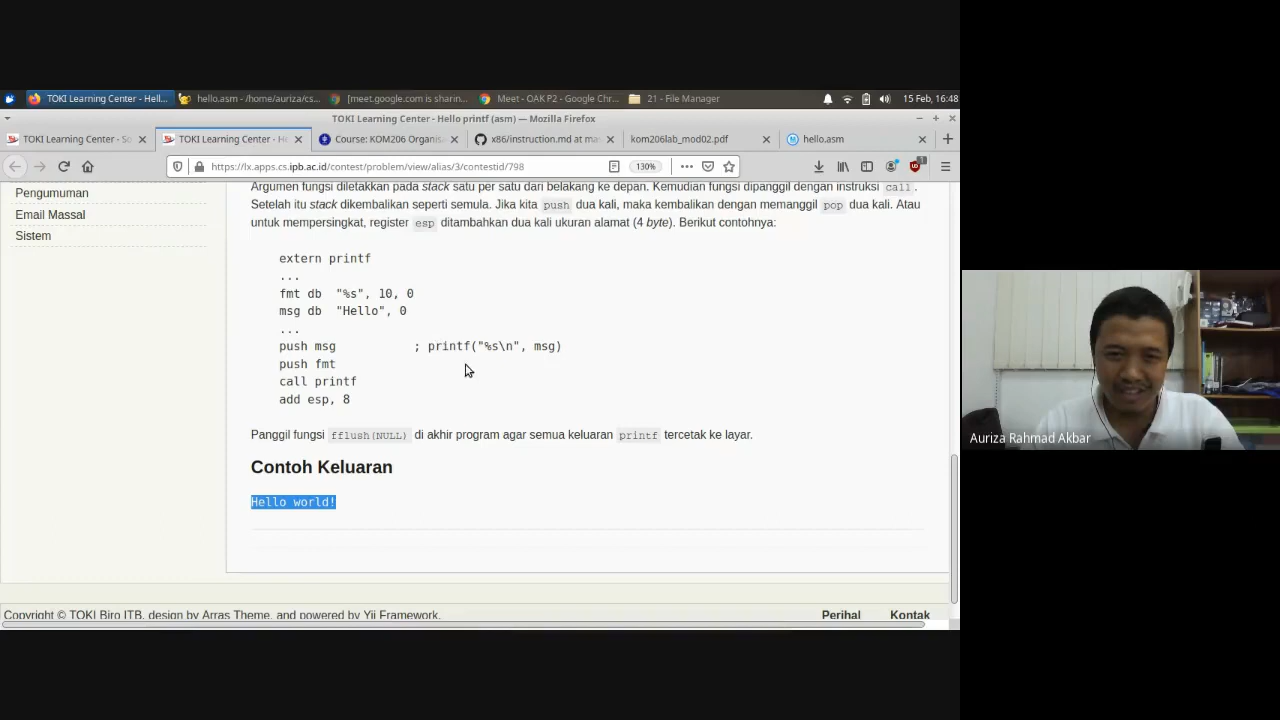 TOKI Learning Center - Hell...
hello.asm - /home/auriza/cs...
[meet.google.com is sharin...
Meet - OAK P2 - Google Chr...
21 - File Manager
15 Feb, 16:48
TOKI Learning Center - Hello printf (asm) — Mozilla Firefox
TOKI Learning Center - So
TOKI Learning Center - He
Course: KOM206 Organis
x86/instruction.md at mas
kom206lab_mod02.pdf
hello.asm
https://lx.apps.cs.ipb.ac.id/contest/problem/view/alias/3/contestid/798
130%
Pengumuman
Email Massal
Sistem
Argumen fungsi diletakkan pada stack satu per satu dari belakang ke depan. Kemudian fungsi dipanggil dengan instruksi call .
Setelah itu stack dikembalikan seperti semula. Jika kita push dua kali, maka kembalikan dengan memanggil pop dua kali. Atau
untuk mempersingkat, register esp ditambahkan dua kali ukuran alamat (4 byte). Berikut contohnya:
extern printf
...
fmt db "%s", 10, 0
msg db "Hello", 0
...
push msg ; printf("%s\n", msg)
push fmt
call printf
add esp, 8
Panggil fungsi fflush(NULL) di akhir program agar semua keluaran printf tercetak ke layar.
Contoh Keluaran
Hello world!
Copyright © TOKI Biro ITB, design by Arras Theme, and powered by Yii Framework.
Perihal
Kontak
Auriza Rahmad Akbar